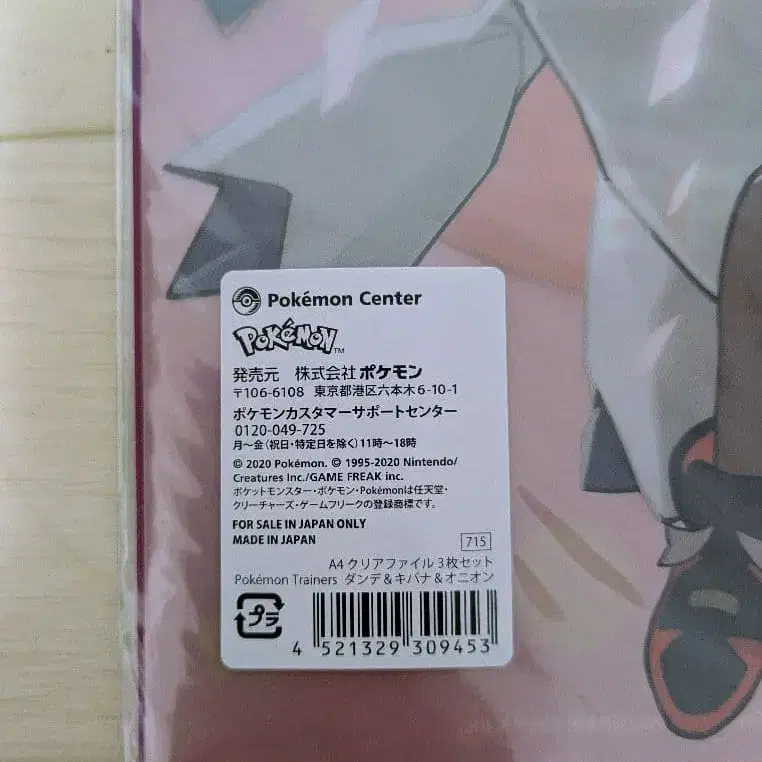 Pokémon Center
POKÉMON™
発売元 株式会社ポケモン
〒106-6108 東京都港区六本木6-10-1
ポケモンカスタマーサポートセンター
0120-049-725
月～金(祝日・特定日を除く)11時～18時
© 2020 Pokémon. © 1995-2020 Nintendo/
Creatures Inc./GAME FREAK inc.
ポケットモンスター・ポケモン・Pokémonは任天堂・
クリーチャーズ・ゲームフリークの登録商標です。
FOR SALE IN JAPAN ONLY
MADE IN JAPAN
715
A4 クリアファイル 3枚セット
Pokémon Trainers ダンデ&キバナ&オニオン
プラ
4 521329 309453